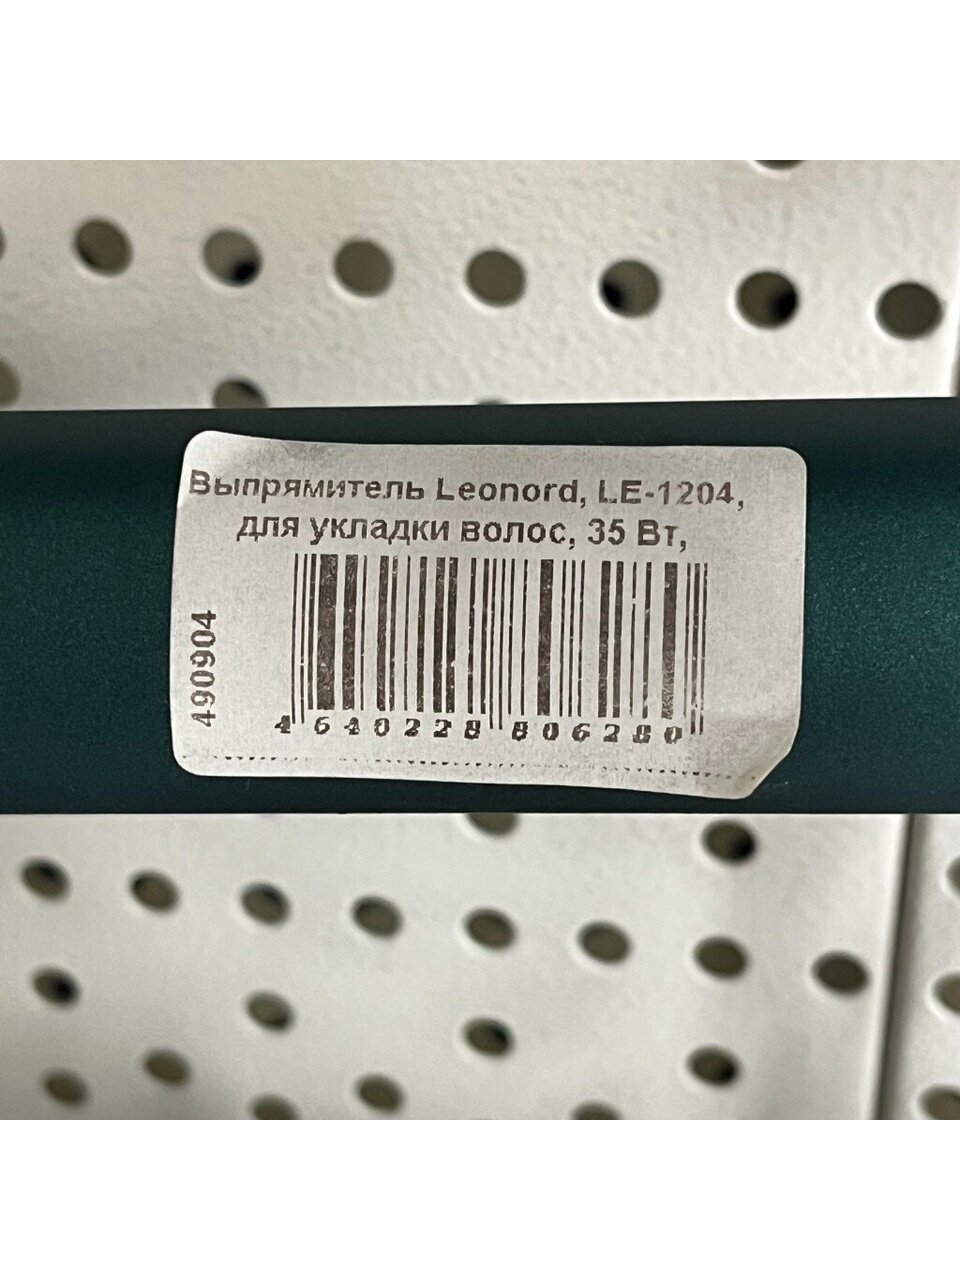 Выпрямитель Leonord, LE-1204,
для укладки волос, 35 Вт,
490904
4 640228 806280